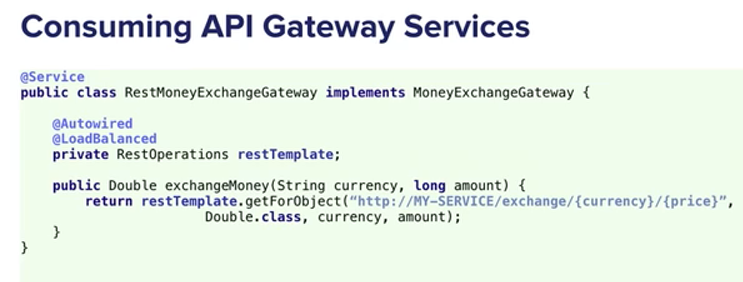 Consuming API Gateway Services
@Service
public class RestMoneyExchangeGateway implements MoneyExchangeGateway {
@Autowired
@LoadBalanced
private RestOperations restTemplate;
public Double exchangeMoney(String currency, long amount) {
return restTemplate.getForObject(“http://MY-SERVICE/exchange/{currency}/{price}”,
Double.class, currency, amount);
}
}